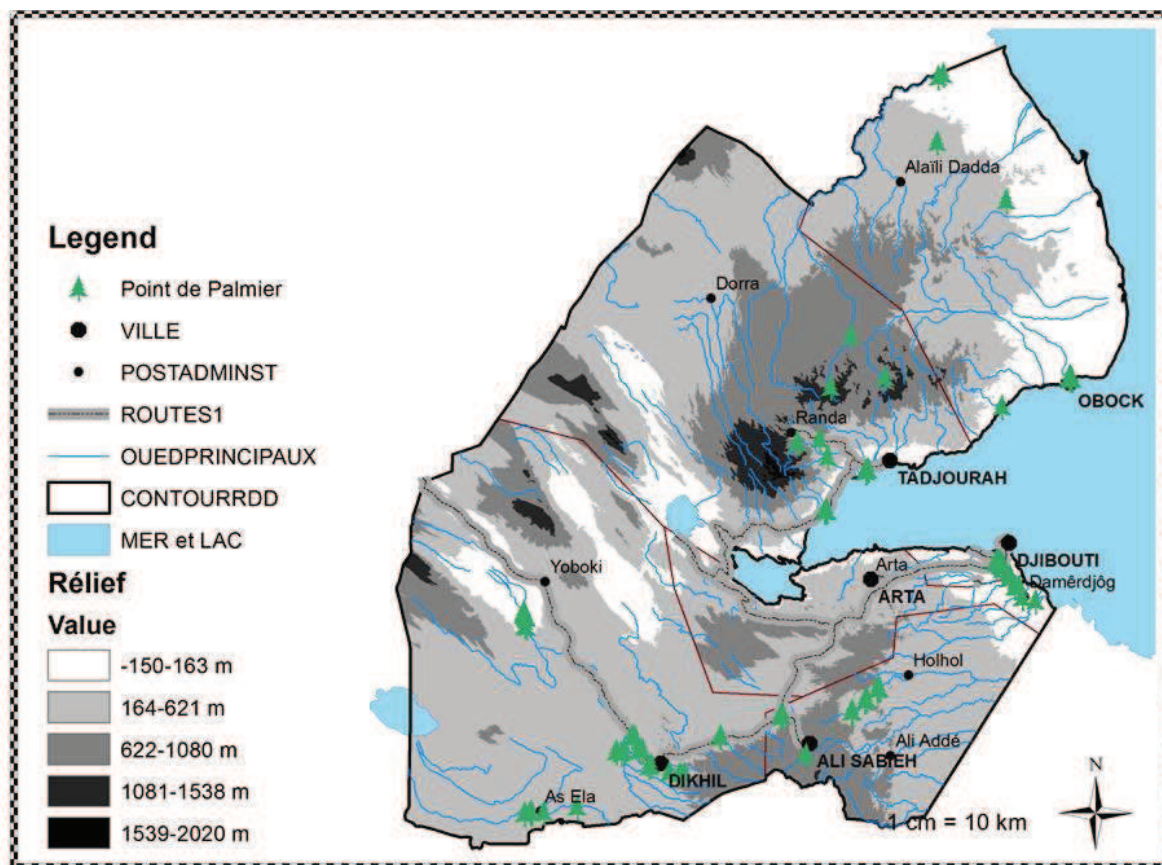 Legend
Point de Palmier
VILLE
POSTADMINST
ROUTES1
OUEDPRINCIPAUX
CONTOURRDD
MER et LAC
Rélief
Value
-150-163 m
164-621 m
622-1080 m
1081-1538 m
1539-2020 m
Alaïli Dadda
Dorra
OBOCK
Randa
TADJOURAH
DJIBOUTI
Damêrdjôg
Arta
ARTA
Yoboki
Holhol
Ali Addé
ALI SABIEH
DIKHIL
As Ela
N
1 cm = 10 km